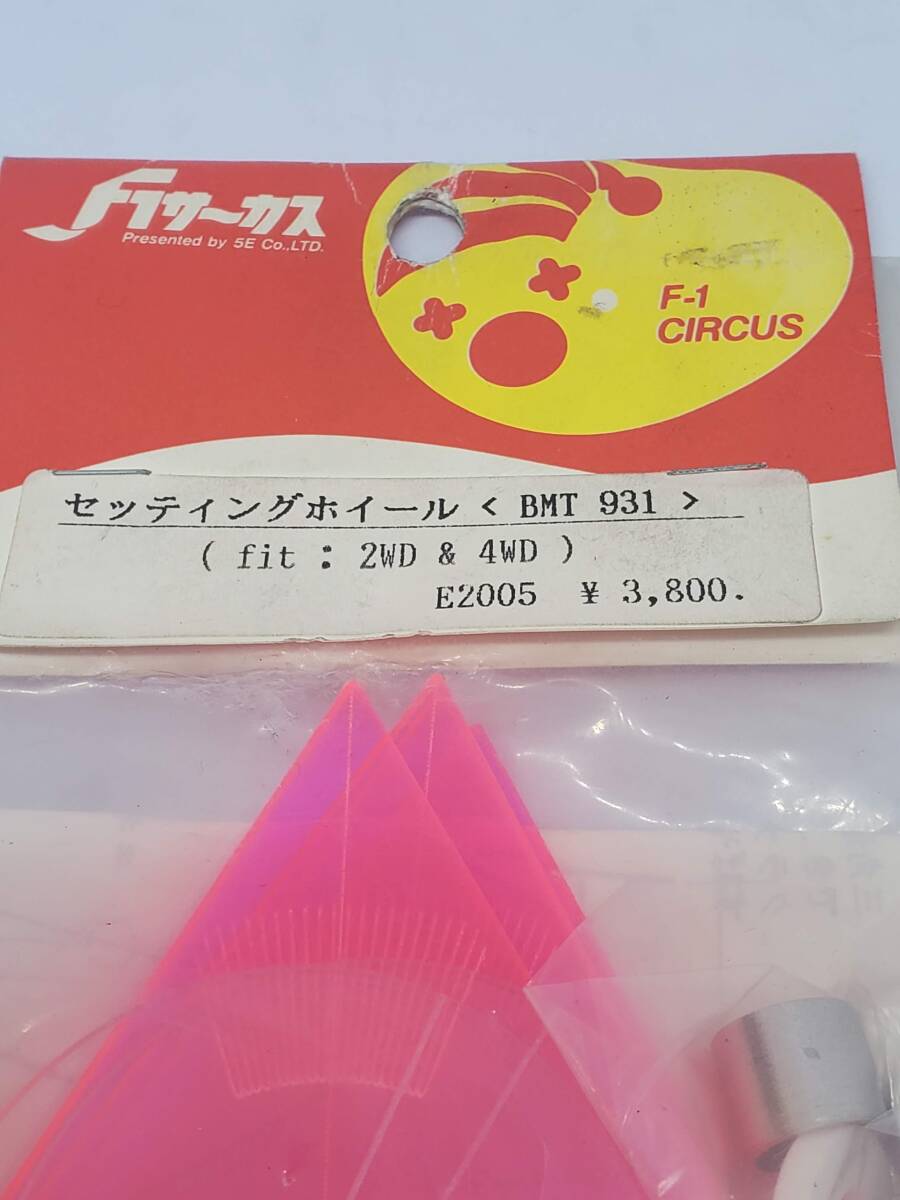 F1サーカス
Presented by 5E Co.,LTD.
F-1
CIRCUS
セッティングホイール < BMT 931 >
( fit : 2WD & 4WD )
E2005 ¥ 3,800.